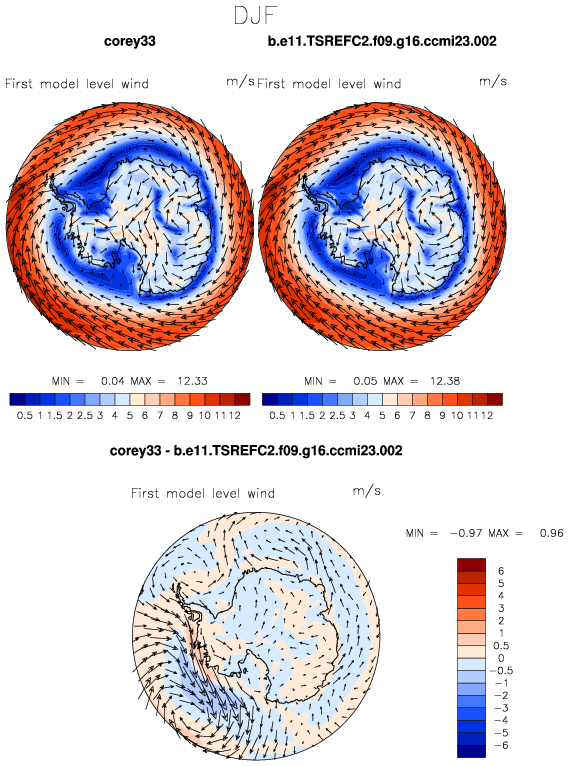 DJF
corey33 b.e11.TSREFC2.f09.g16.ccmi23.002
First model level wind m/s First model level wind m/s
MIN = 0.04 MAX = 12.33 MIN = 0.05 MAX = 12.38
0.5 1 1.5 2 2.5 3 4 5 6 7 8 9 10 11 12 0.5 1 1.5 2 2.5 3 4 5 6 7 8 9 10 11 12
corey33 - b.e11.TSREFC2.f09.g16.ccmi23.002
First model level wind m/s
MIN = -0.97 MAX = 0.96
6
5
4
3
2
1
0.5
0
-0.5
-1
-2
-3
-4
-5
-6